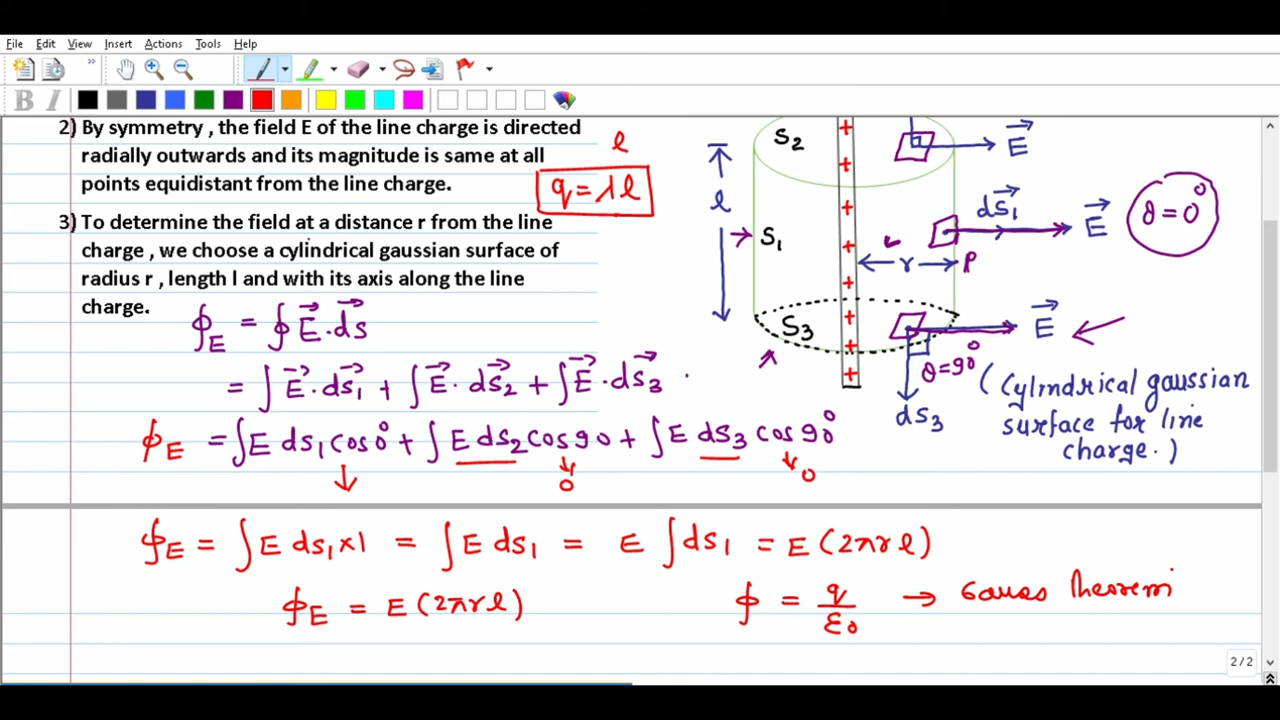 File Edit View Insert Actions Tools Help
B I
2) By symmetry , the field E of the line charge is directed
radially outwards and its magnitude is same at all
points equidistant from the line charge.
l
q = λl
3) To determine the field at a distance r from the line
charge , we choose a cylindrical gaussian surface of
radius r , length l and with its axis along the line
charge.
ϕE = ∮ E⃗ . ds⃗
= ∫ E⃗ . ds₁⃗ + ∫ E⃗ . ds₂⃗ + ∫ E⃗ . ds₃⃗
ϕE = ∫ E ds₁ cos 0° + ∫ E ds₂ cos 90 + ∫ E ds₃ cos 90°
0
0
S₂
E⃗
l
S₁
ds₁⃗
E⃗
θ = 0°
r
P
S₃
E⃗
θ = 90°
ds₃
+ + + + + + + +
( Cylindrical gaussian
surface for line
charge . )
ϕE = ∫ E ds₁ x 1 = ∫ E ds₁ = E ∫ ds₁ = E ( 2πrl )
ϕE = E ( 2πrl )
ϕ = q/ε₀ → Gauss Theorem
2 / 2